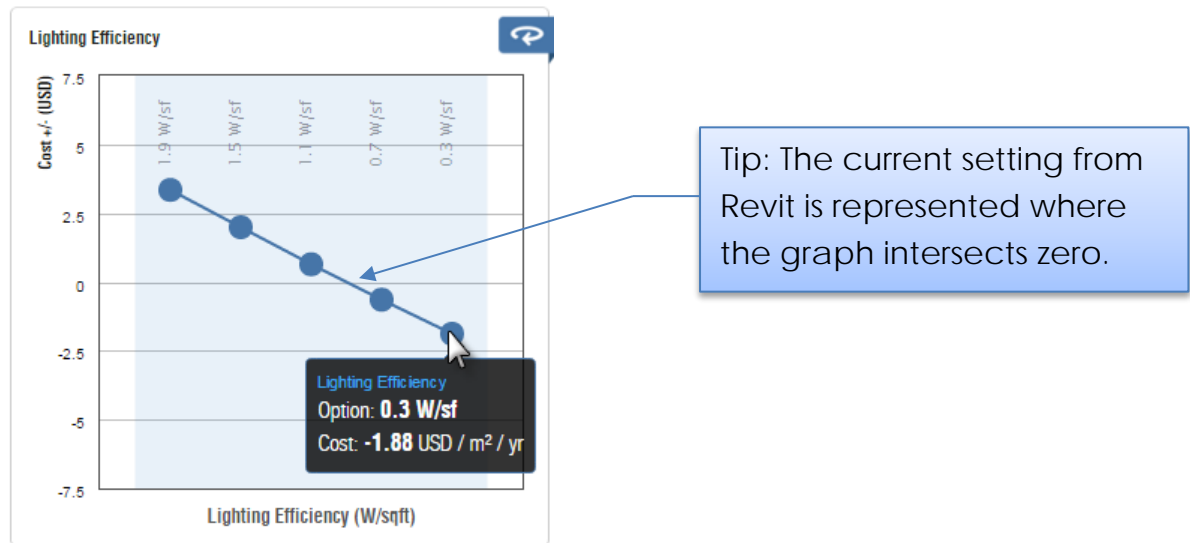 Lighting Efficiency
Cost +/- (USD)
7.5
5
2.5
0
-2.5
-5
-7.5
1.9 W/sf
1.5 W/sf
1.1 W/sf
0.7 W/sf
0.3 W/sf
Lighting Efficiency
Option: 0.3 W/sf
Cost: -1.88 USD / m² / yr
Lighting Efficiency (W/sqft)
Tip: The current setting from
Revit is represented where
the graph intersects zero.